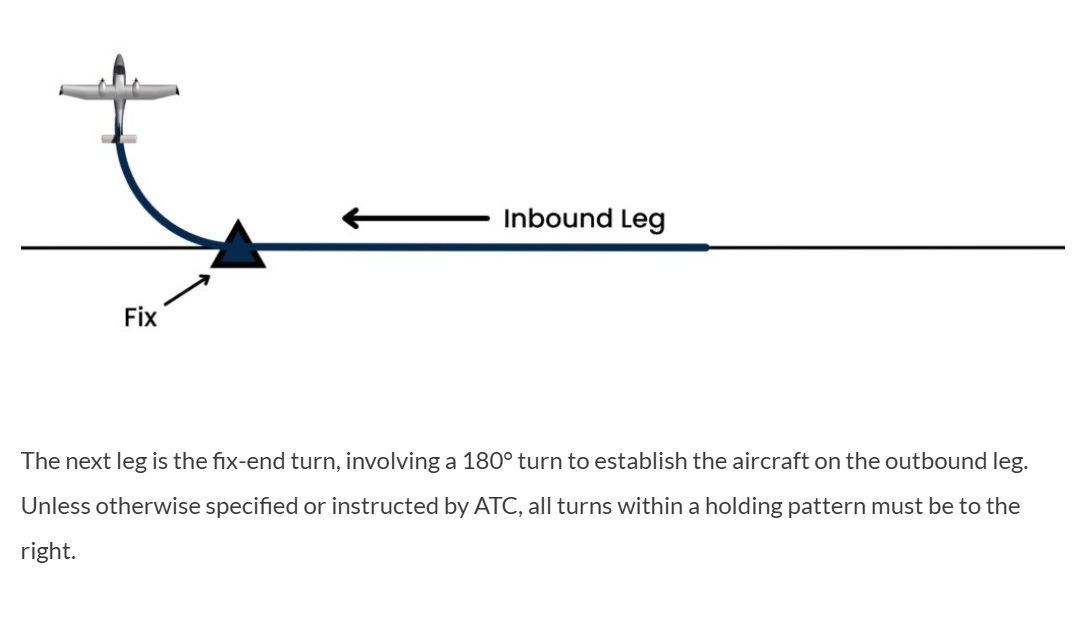 Inbound Leg
Fix
The next leg is the fix-end turn, involving a 180° turn to establish the aircraft on the outbound leg.
Unless otherwise specified or instructed by ATC, all turns within a holding pattern must be to the
right.